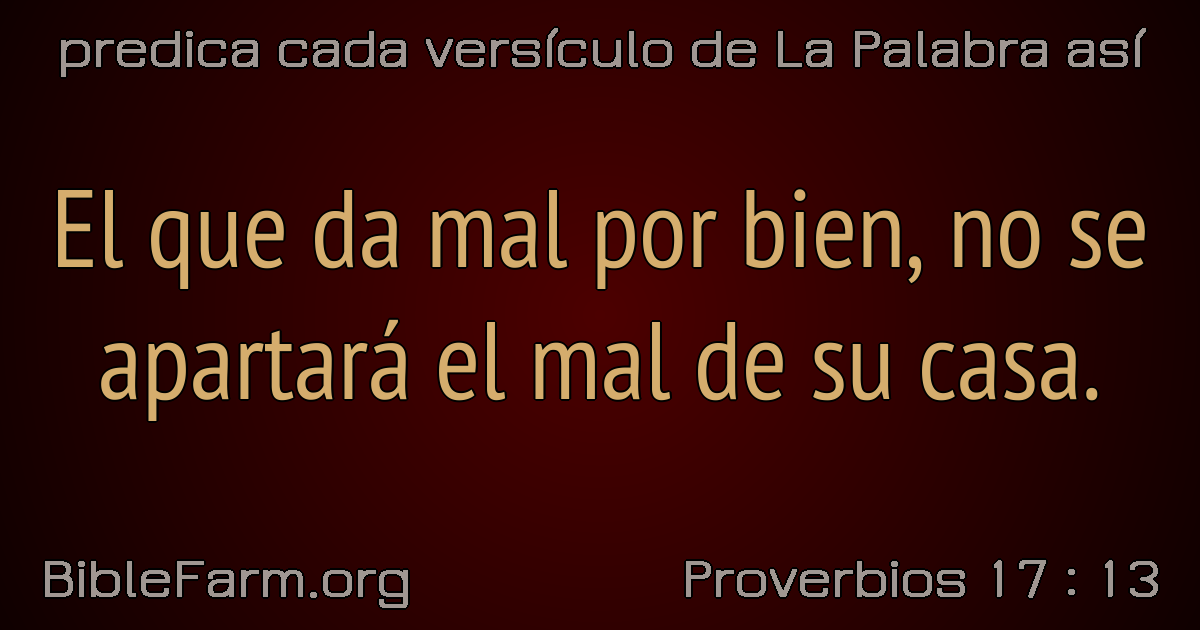 predica cada versículo de La Palabra así
El que da mal por bien, no se
apartará el mal de su casa.
BibleFarm.org
Proverbios 17 : 13